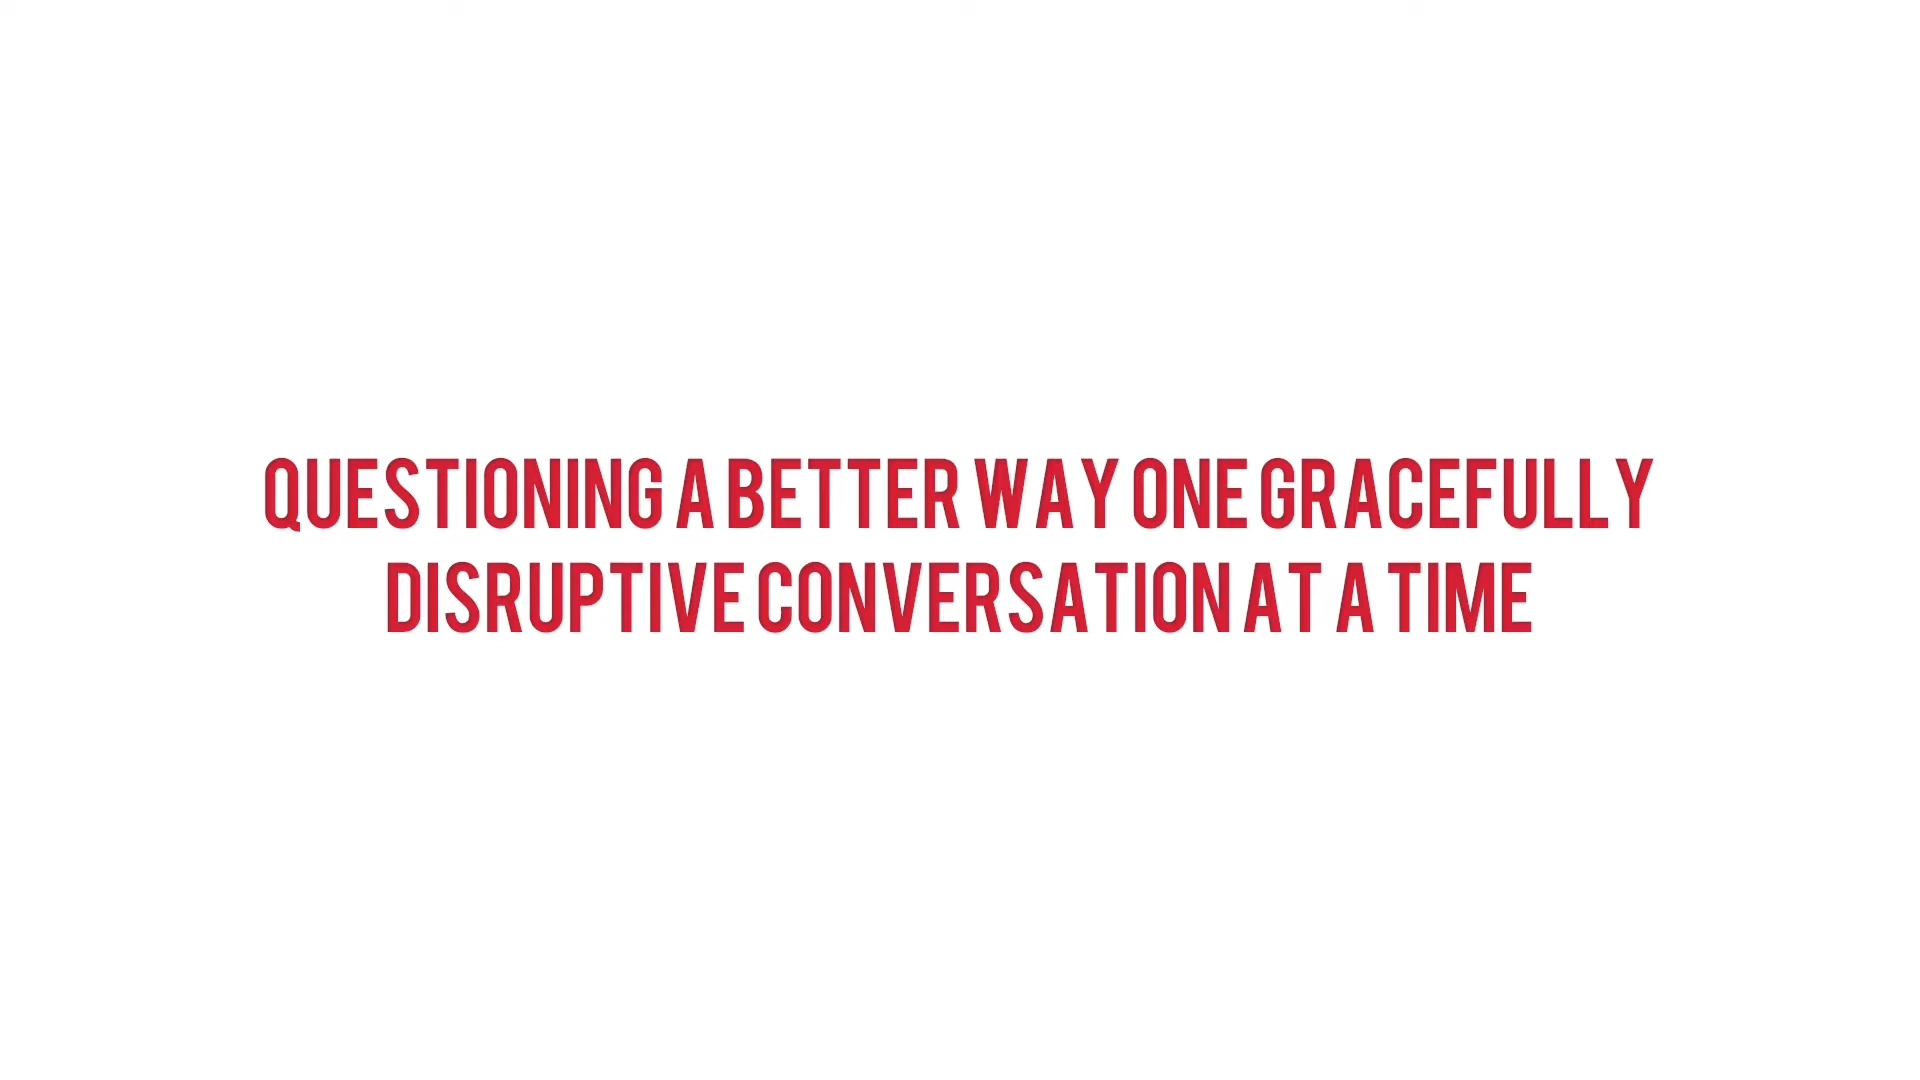 QUESTIONING A BETTER WAY ONE GRACEFULLY
DISRUPTIVE CONVERSATION AT A TIME